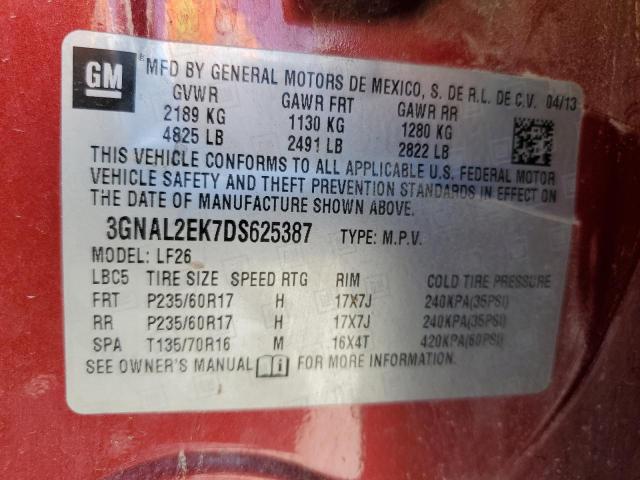 GM
MFD BY GENERAL MOTORS DE MEXICO, S. DE R.L. DE C.V. 04/13
GVWR GAWR FRT GAWR RR
2189 KG 1130 KG 1280 KG
4825 LB 2491 LB 2822 LB
THIS VEHICLE CONFORMS TO ALL APPLICABLE U.S. FEDERAL MOTOR
VEHICLE SAFETY AND THEFT PREVENTION STANDARDS IN EFFECT ON
THE DATE OF MANUFACTURE SHOWN ABOVE.
3GNAL2EK7DS625387 TYPE: M.P.V.
MODEL: LF26
LBC5 TIRE SIZE SPEED RTG RIM COLD TIRE PRESSURE
FRT P235/60R17 H 17X7J 240KPA(35PSI)
RR P235/60R17 H 17X7J 240KPA(35PSI)
SPA T135/70R16 M 16X4T 420KPA(60PSI)
SEE OWNER'S MANUAL FOR MORE INFORMATION.